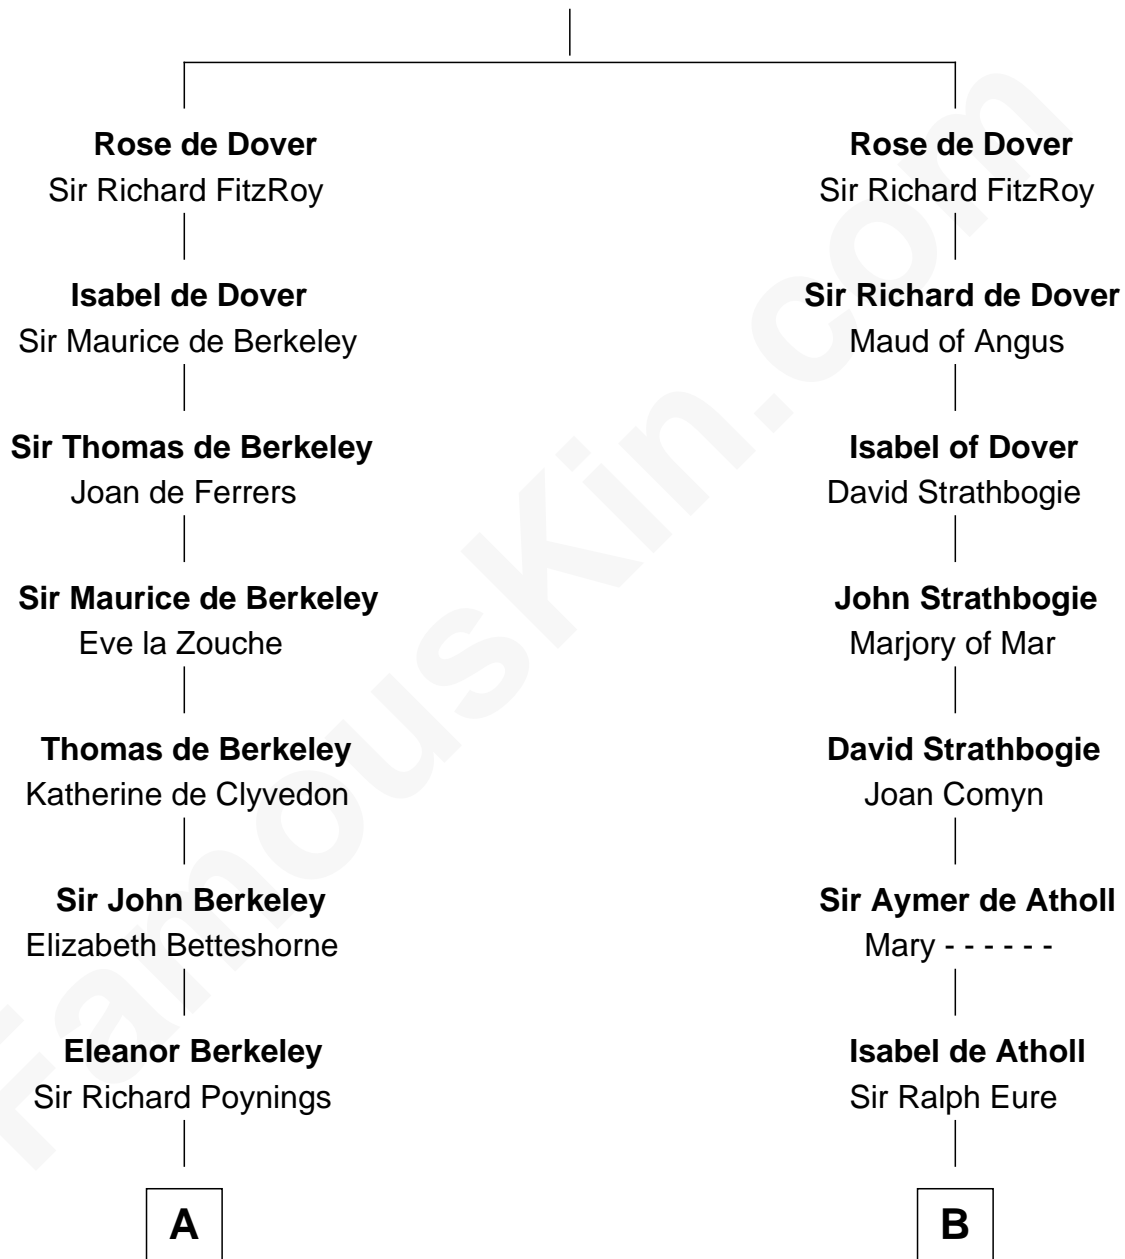 Rose de Dover
Sir Richard FitzRoy
Isabel de Dover
Sir Maurice de Berkeley
Sir Thomas de Berkeley
Joan de Ferrers
Sir Maurice de Berkeley
Eve la Zouche
Thomas de Berkeley
Katherine de Clyvedon
Sir John Berkeley
Elizabeth Betteshorne
Eleanor Berkeley
Sir Richard Poynings
A
Rose de Dover
Sir Richard FitzRoy
Sir Richard de Dover
Maud of Angus
Isabel of Dover
David Strathbogie
John Strathbogie
Marjory of Mar
David Strathbogie
Joan Comyn
Sir Aymer de Atholl
Mary - - - - - -
Isabel de Atholl
Sir Ralph Eure
B
FamousKin.com